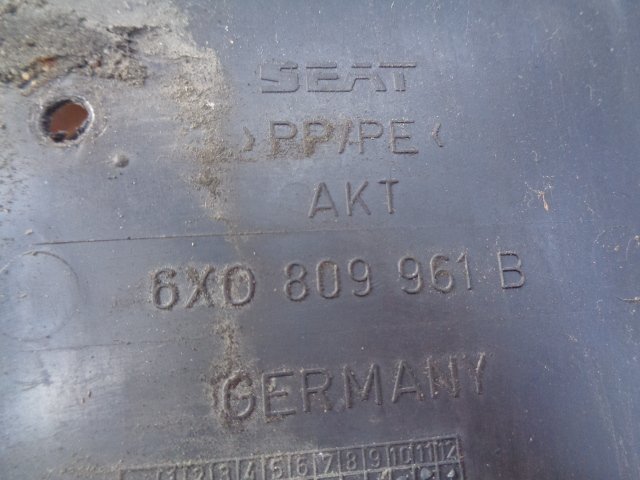 SEAT
>PP/PE<
AKT
6X0 809 961 B
GERMANY
1 2 3 4 5 6 7 8 9 10 11 12